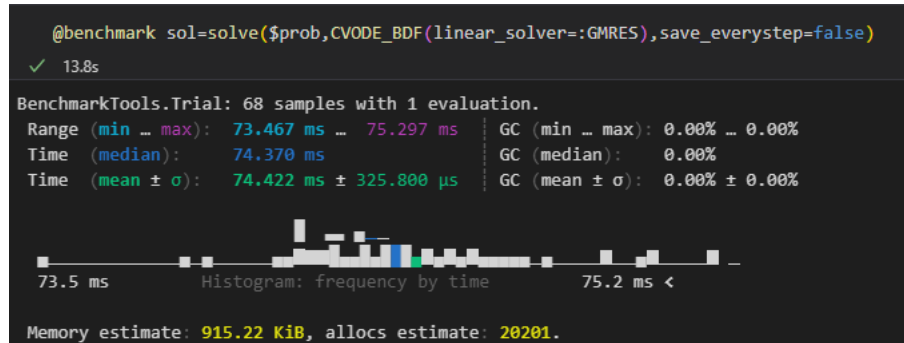 @benchmark sol=solve($prob,CVODE_BDF(linear_solver=:GMRES),save_everystep=false)
✓ 13.8s
BenchmarkTools.Trial: 68 samples with 1 evaluation.
Range (min … max): 73.467 ms … 75.297 ms ┊ GC (min … max): 0.00% … 0.00%
Time (median): 74.370 ms ┊ GC (median): 0.00%
Time (mean ± σ): 74.422 ms ± 325.800 μs ┊ GC (mean ± σ): 0.00% ± 0.00%
73.5 ms Histogram: frequency by time 75.2 ms <
Memory estimate: 915.22 KiB, allocs estimate: 20201.